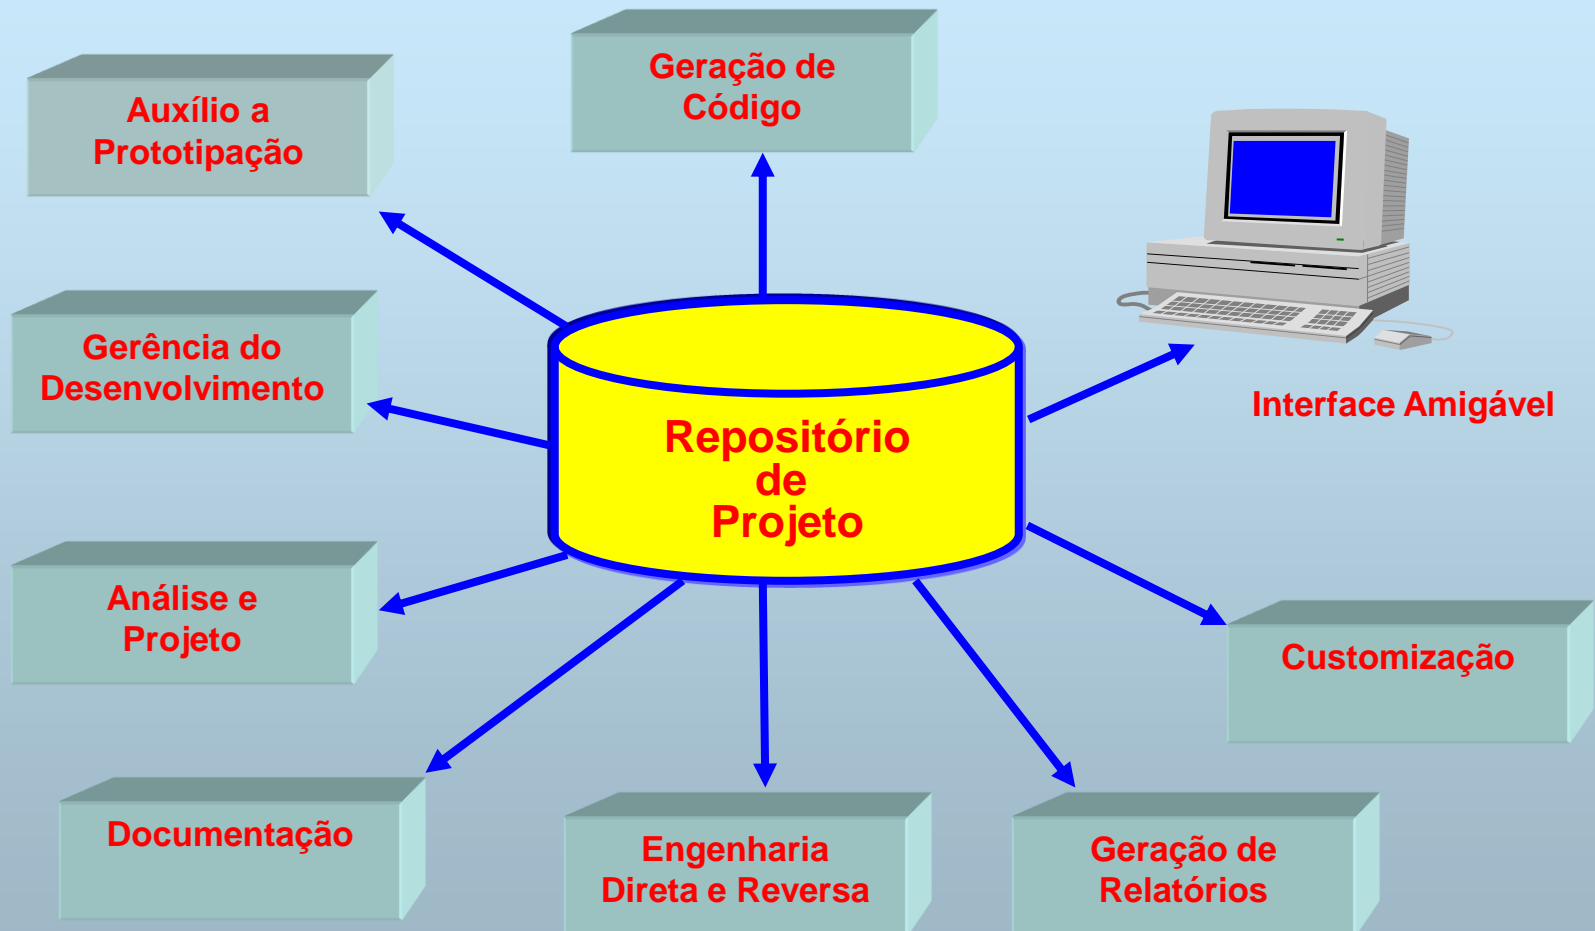 Geração de
Código
Auxílio a
Prototipação
Gerência do
Desenvolvimento
Interface Amigável
Repositório
de
Projeto
Análise e
Projeto
Customização
Documentação
Engenharia
Direta e Reversa
Geração de
Relatórios